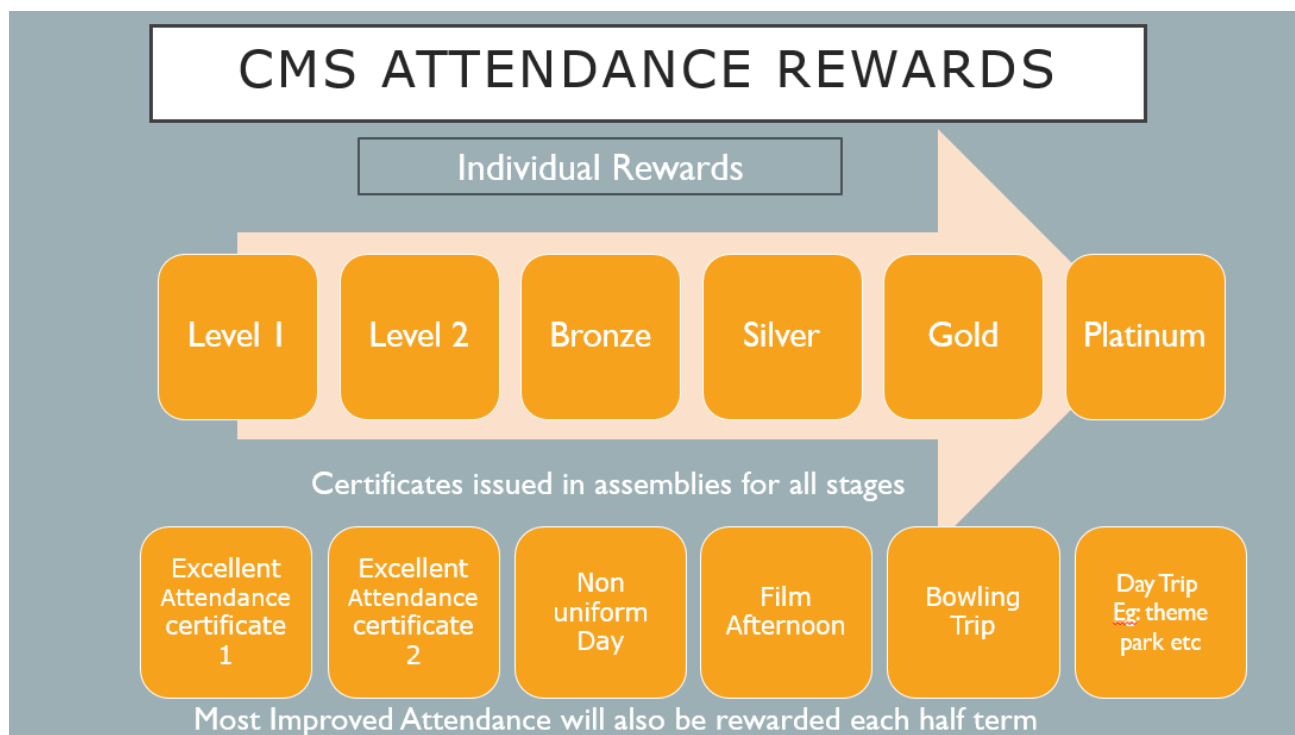 CMS ATTENDANCE REWARDS
Individual Rewards
Level 1
Level 2
Bronze
Silver
Gold
Platinum
Certificates issued in assemblies for all stages
Excellent
Attendance
certificate
1
Excellent
Attendance
certificate
2
Non
uniform
Day
Film
Afternoon
Bowling
Trip
Day Trip
Eg: theme
park etc
Most Improved Attendance will also be rewarded each half term